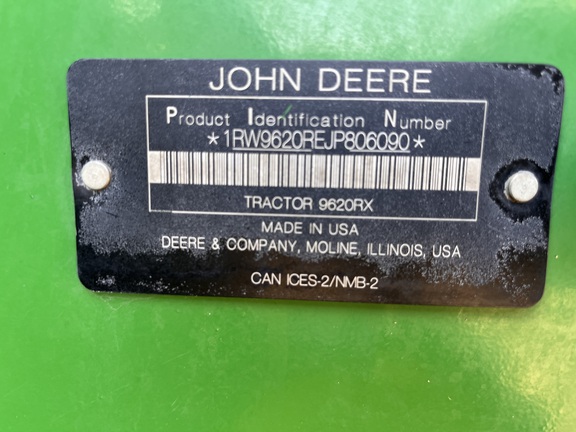 JOHN DEERE
Product Identification Number
*1RW9620REJP806090*
TRACTOR 9620RX
MADE IN USA
DEERE & COMPANY, MOLINE, ILLINOIS, USA
CAN ICES-2/NMB-2